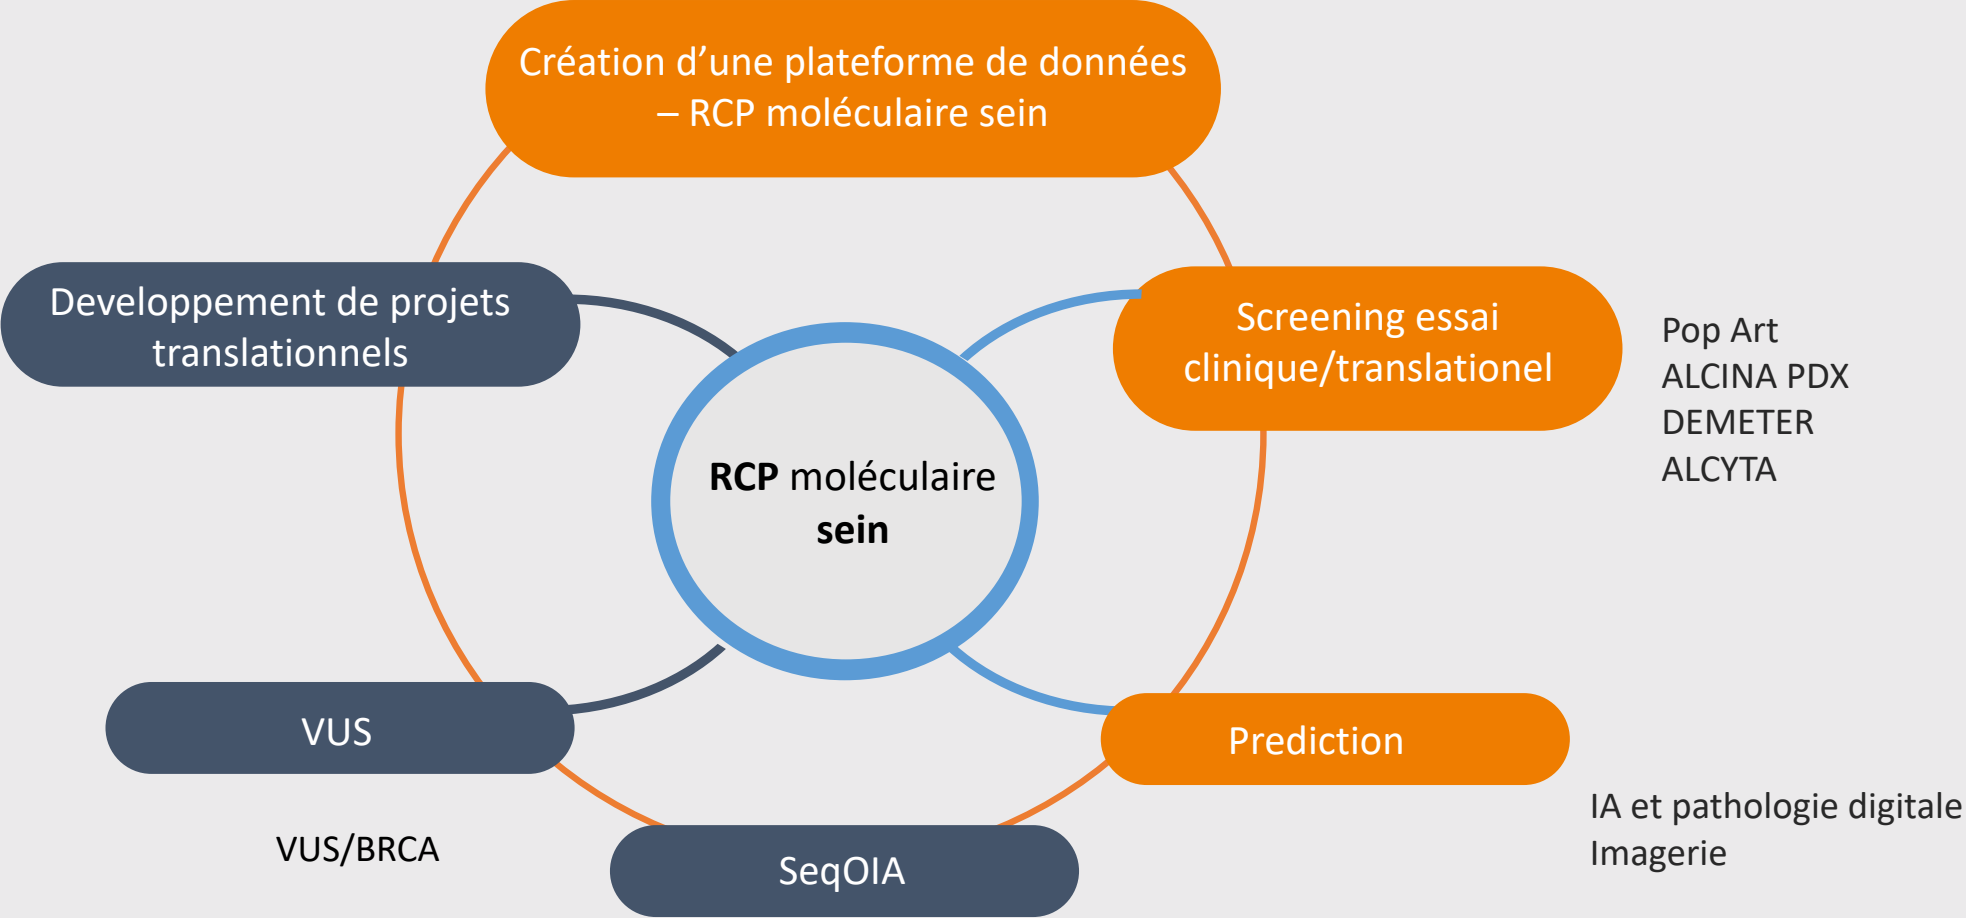 Création d’une plateforme de données
– RCP moléculaire sein
Developpement de projets
translationnels
Screening essai
clinique/translationel
Pop Art
ALCINA PDX
DEMETER
ALCYTA
RCP moléculaire
sein
VUS
Prediction
VUS/BRCA
IA et pathologie digitale
Imagerie
SeqOIA